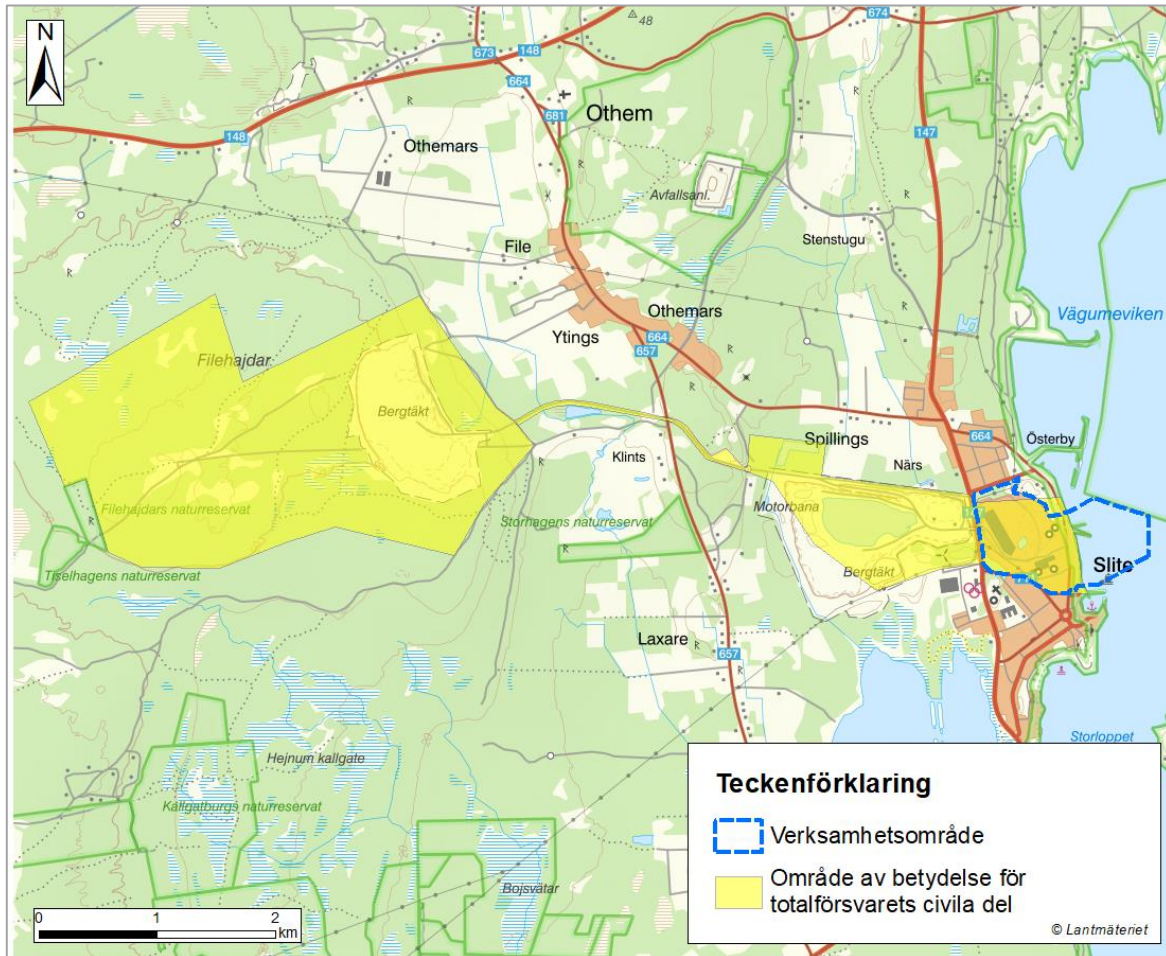 N
48
674
673
148
664
681
Othem
148
Othemars
147
Avfallsanl.
Stenstugu
File
Othemars
Vägumeviken
Ytings
664
657
Filehajdar
Bergtäkt
Spillings
664
Österby
Klints
Närs
Filehajdars naturreservat
Storhagens naturreservat
Motorbana
Tiselhagens naturreservat
Bergtäkt
Slite
Laxare
657
Storloppet
Hejnum kallgate
Kallgatburgs naturreservat
Bojsvätar
Teckenförklaring
Verksamhetsområde
Område av betydelse för
totalförsvarets civila del
0 1 2
km
© Lantmäteriet